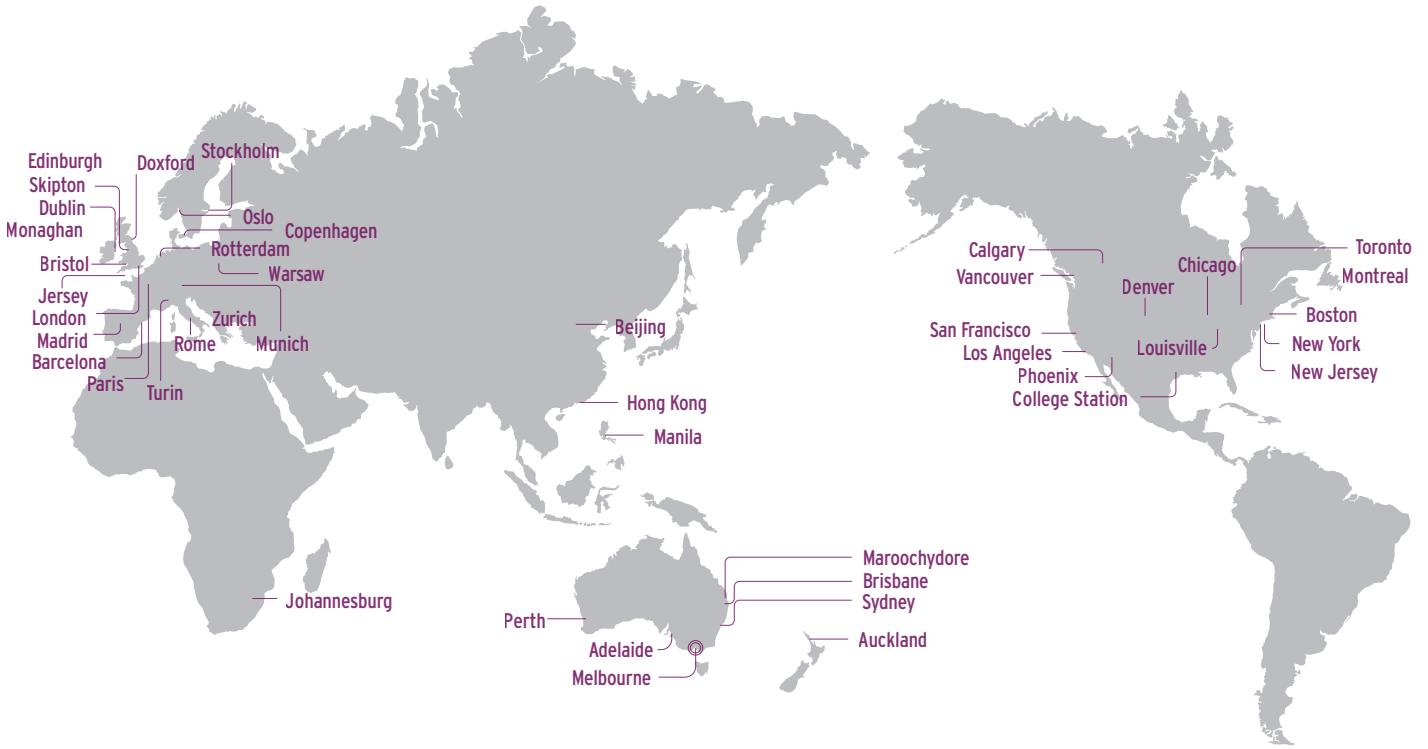 Edinburgh
Doxford
Stockholm
Skipton
Dublin
Oslo
Monaghan
Copenhagen
Rotterdam
Bristol
Warsaw
Jersey
London
Zurich
Madrid
Rome
Munich
Barcelona
Paris
Turin
Beijing
Hong Kong
Manila
Johannesburg
Maroochydore
Brisbane
Sydney
Perth
Adelaide
Auckland
Melbourne
Calgary
Toronto
Vancouver
Chicago
Montreal
Denver
Boston
San Francisco
New York
Los Angeles
Louisville
Phoenix
New Jersey
College Station